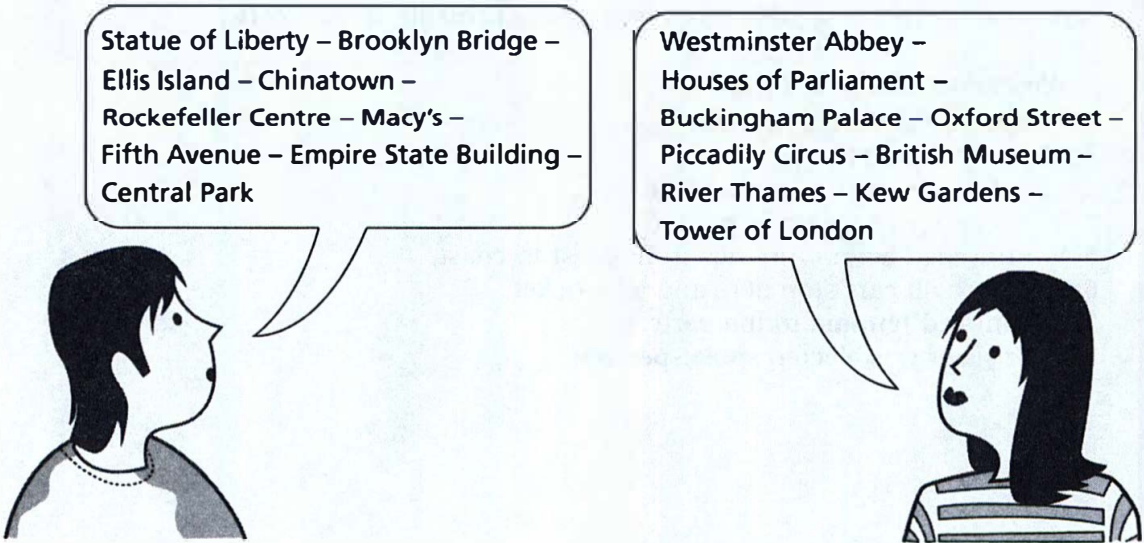 Statue of Liberty – Brooklyn Bridge –
Ellis Island – Chinatown –
Rockefeller Centre – Macy's –
Fifth Avenue – Empire State Building –
Central Park
Westminster Abbey –
Houses of Parliament –
Buckingham Palace – Oxford Street –
Piccadily Circus – British Museum –
River Thames – Kew Gardens –
Tower of London